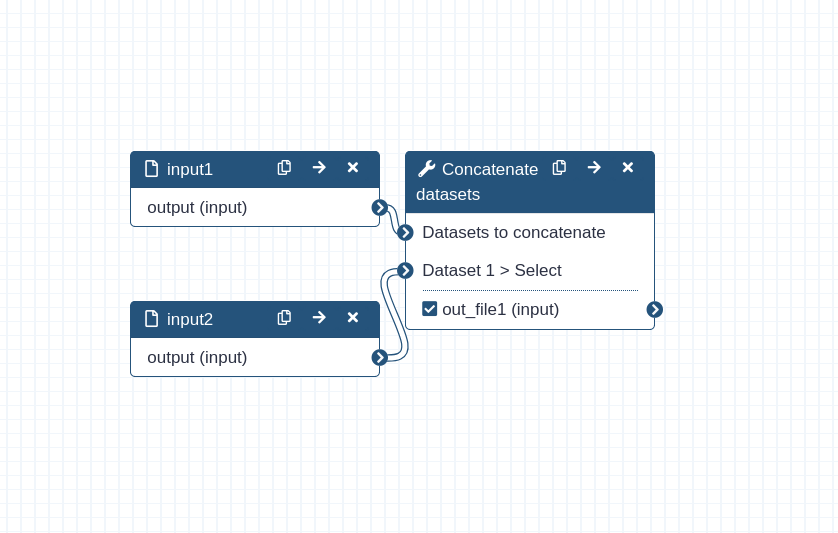 input1
output (input)
Concatenate
datasets
Datasets to concatenate
Dataset 1 > Select
out_file1 (input)
input2
output (input)